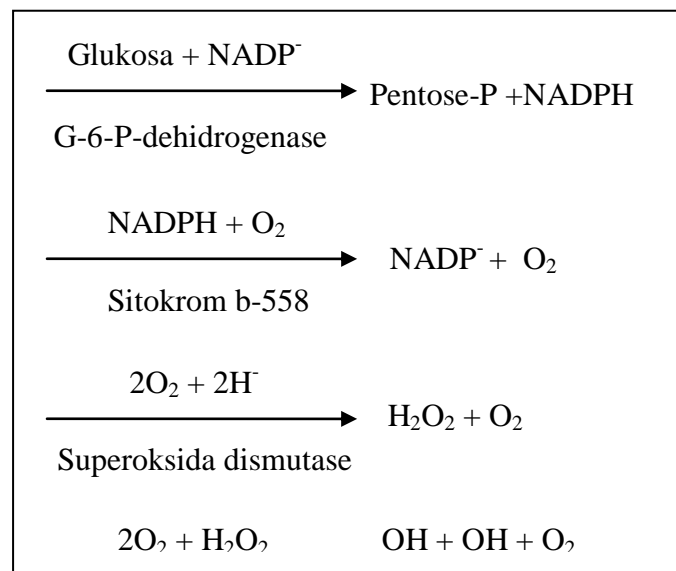 Glukosa + NADP⁻
Pentose-P +NADPH
G-6-P-dehidrogenase
NADPH + O₂
NADP⁻ + O₂
Sitokrom b-558
2O₂ + 2H⁻
H₂O₂ + O₂
Superoksida dismutase
2O₂ + H₂O₂ OH + OH + O₂